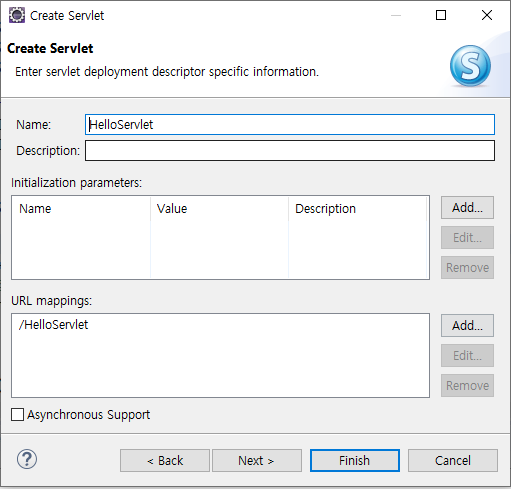 Create Servlet
Create Servlet
Enter servlet deployment descriptor specific information.
S
Name: HelloServlet
Description:
Initialization parameters:
Name Value Description
Add...
Edit...
Remove
URL mappings:
/HelloServlet
Add...
Edit...
Remove
Asynchronous Support
? < Back Next > Finish Cancel